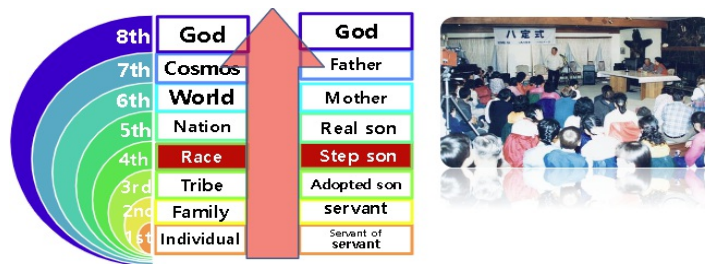 8th God God
7th Cosmos Father
6th World Mother
5th Nation Real son
4th Race Step son
3rd Tribe Adopted son
2nd Family servant
1st Individual Servant of
servant
八定式